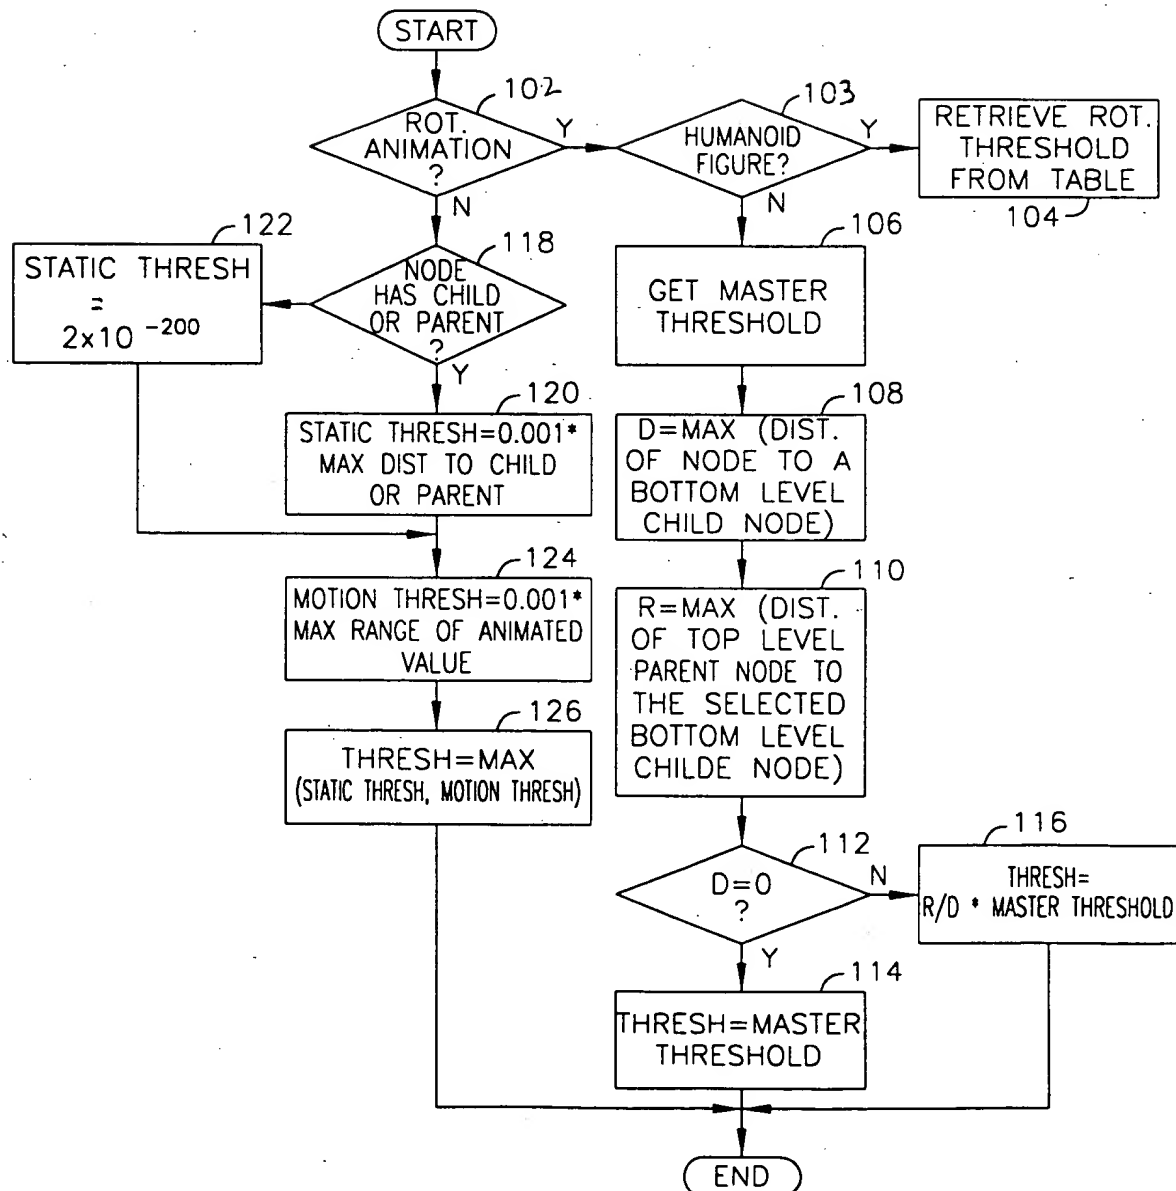 START
102
ROT.
ANIMATION
?
Y
N
103
HUMANOID
FIGURE?
Y
N
RETRIEVE ROT.
THRESHOLD
FROM TABLE
104
122
STATIC THRESH
=
2x10 -200
118
NODE
HAS CHILD
OR PARENT
?
Y
106
GET MASTER
THRESHOLD
120
STATIC THRESH=0.001*
MAX DIST TO CHILD
OR PARENT
108
D=MAX (DIST.
OF NODE TO A
BOTTOM LEVEL
CHILD NODE)
124
MOTION THRESH=0.001*
MAX RANGE OF ANIMATED
VALUE
110
R=MAX (DIST.
OF TOP LEVEL
PARENT NODE TO
THE SELECTED
BOTTOM LEVEL
CHILDE NODE)
126
THRESH=MAX
(STATIC THRESH, MOTION THRESH)
112
D=0
?
N
Y
116
THRESH=
R/D * MASTER THRESHOLD
114
THRESH=MASTER
THRESHOLD
END